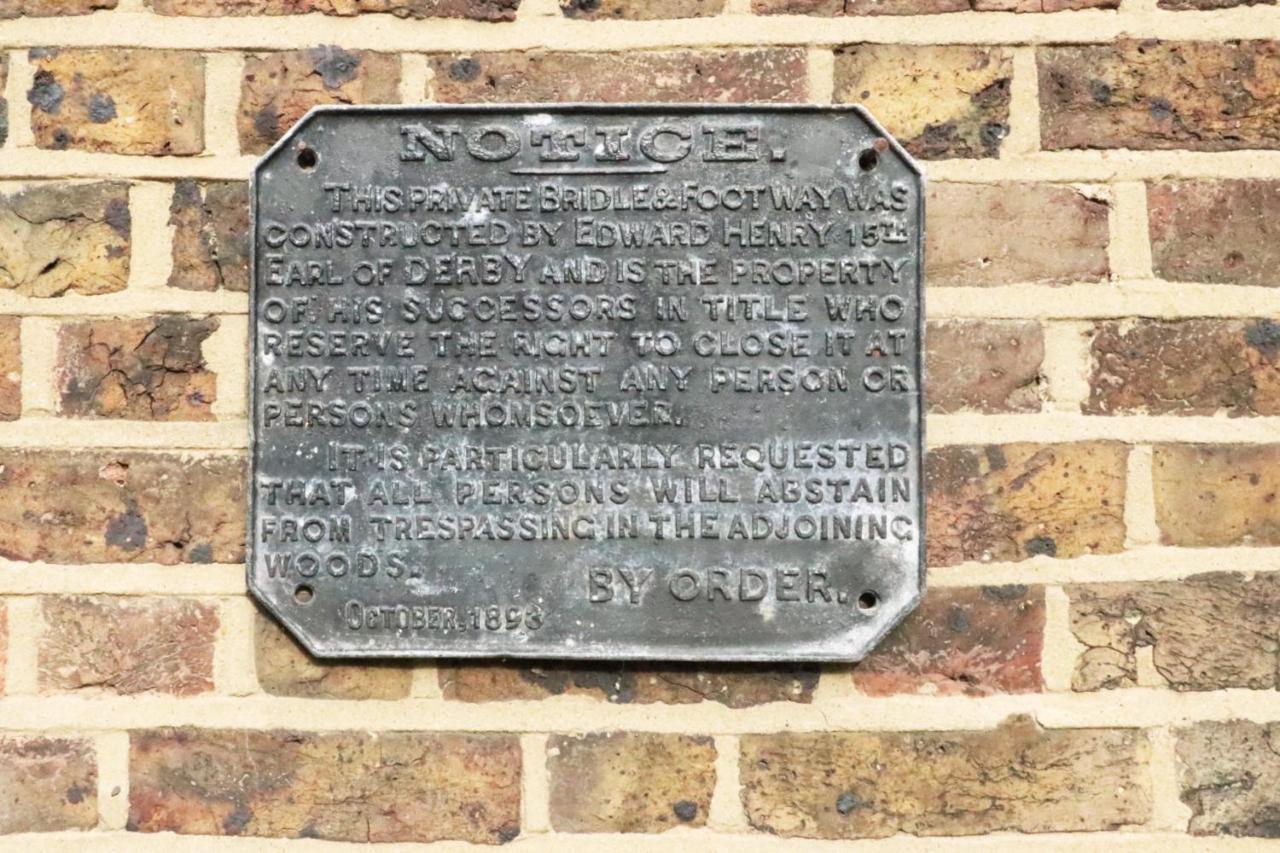 NOTICE.
THIS PRIVATE BRIDLE & FOOTWAY WAS
CONSTRUCTED BY EDWARD HENRY 15TH
EARL OF DERBY AND IS THE PROPERTY
OF HIS SUCCESSORS IN TITLE WHO
RESERVE THE RIGHT TO CLOSE IT AT
ANY TIME AGAINST ANY PERSON OR
PERSONS WHOMSOEVER.
IT IS PARTICULARLY REQUESTED
THAT ALL PERSONS WILL ABSTAIN
FROM TRESPASSING IN THE ADJOINING
WOODS.
BY ORDER.
OCTOBER, 1893